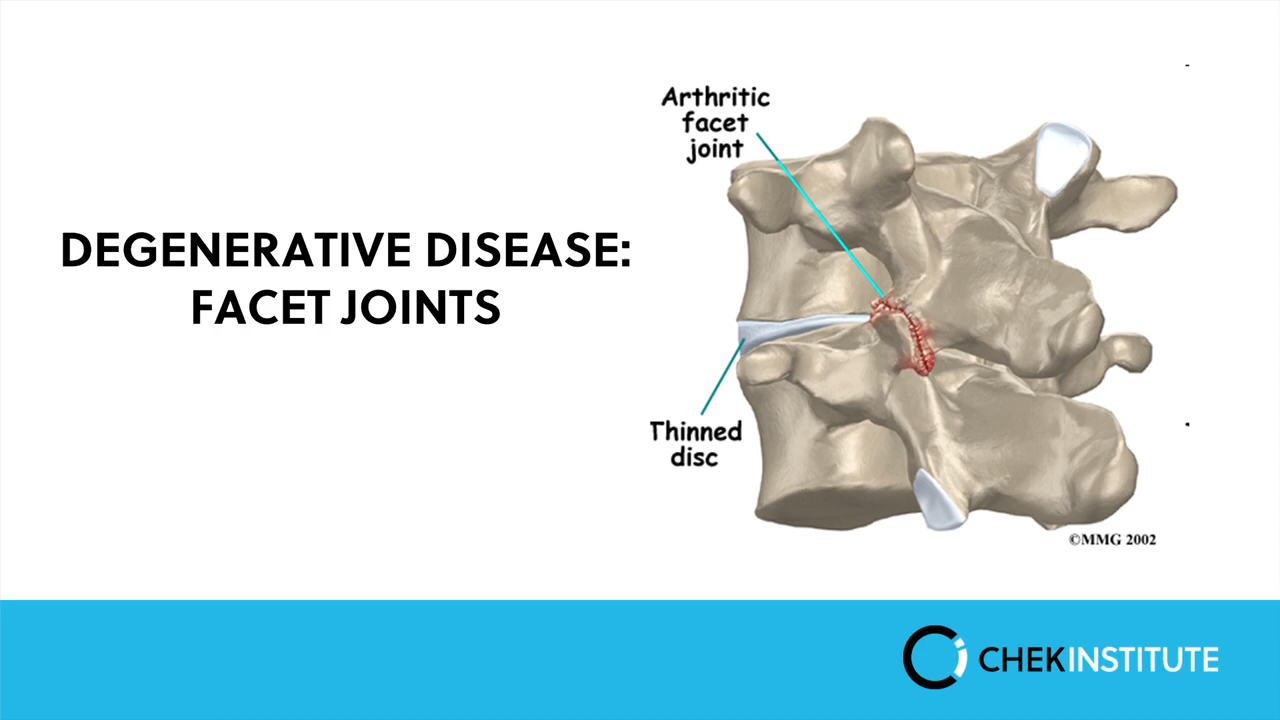 DEGENERATIVE DISEASE:
FACET JOINTS
Arthritic
facet
joint
Thinned
disc
©MMG 2002
CHEKINSTITUTE